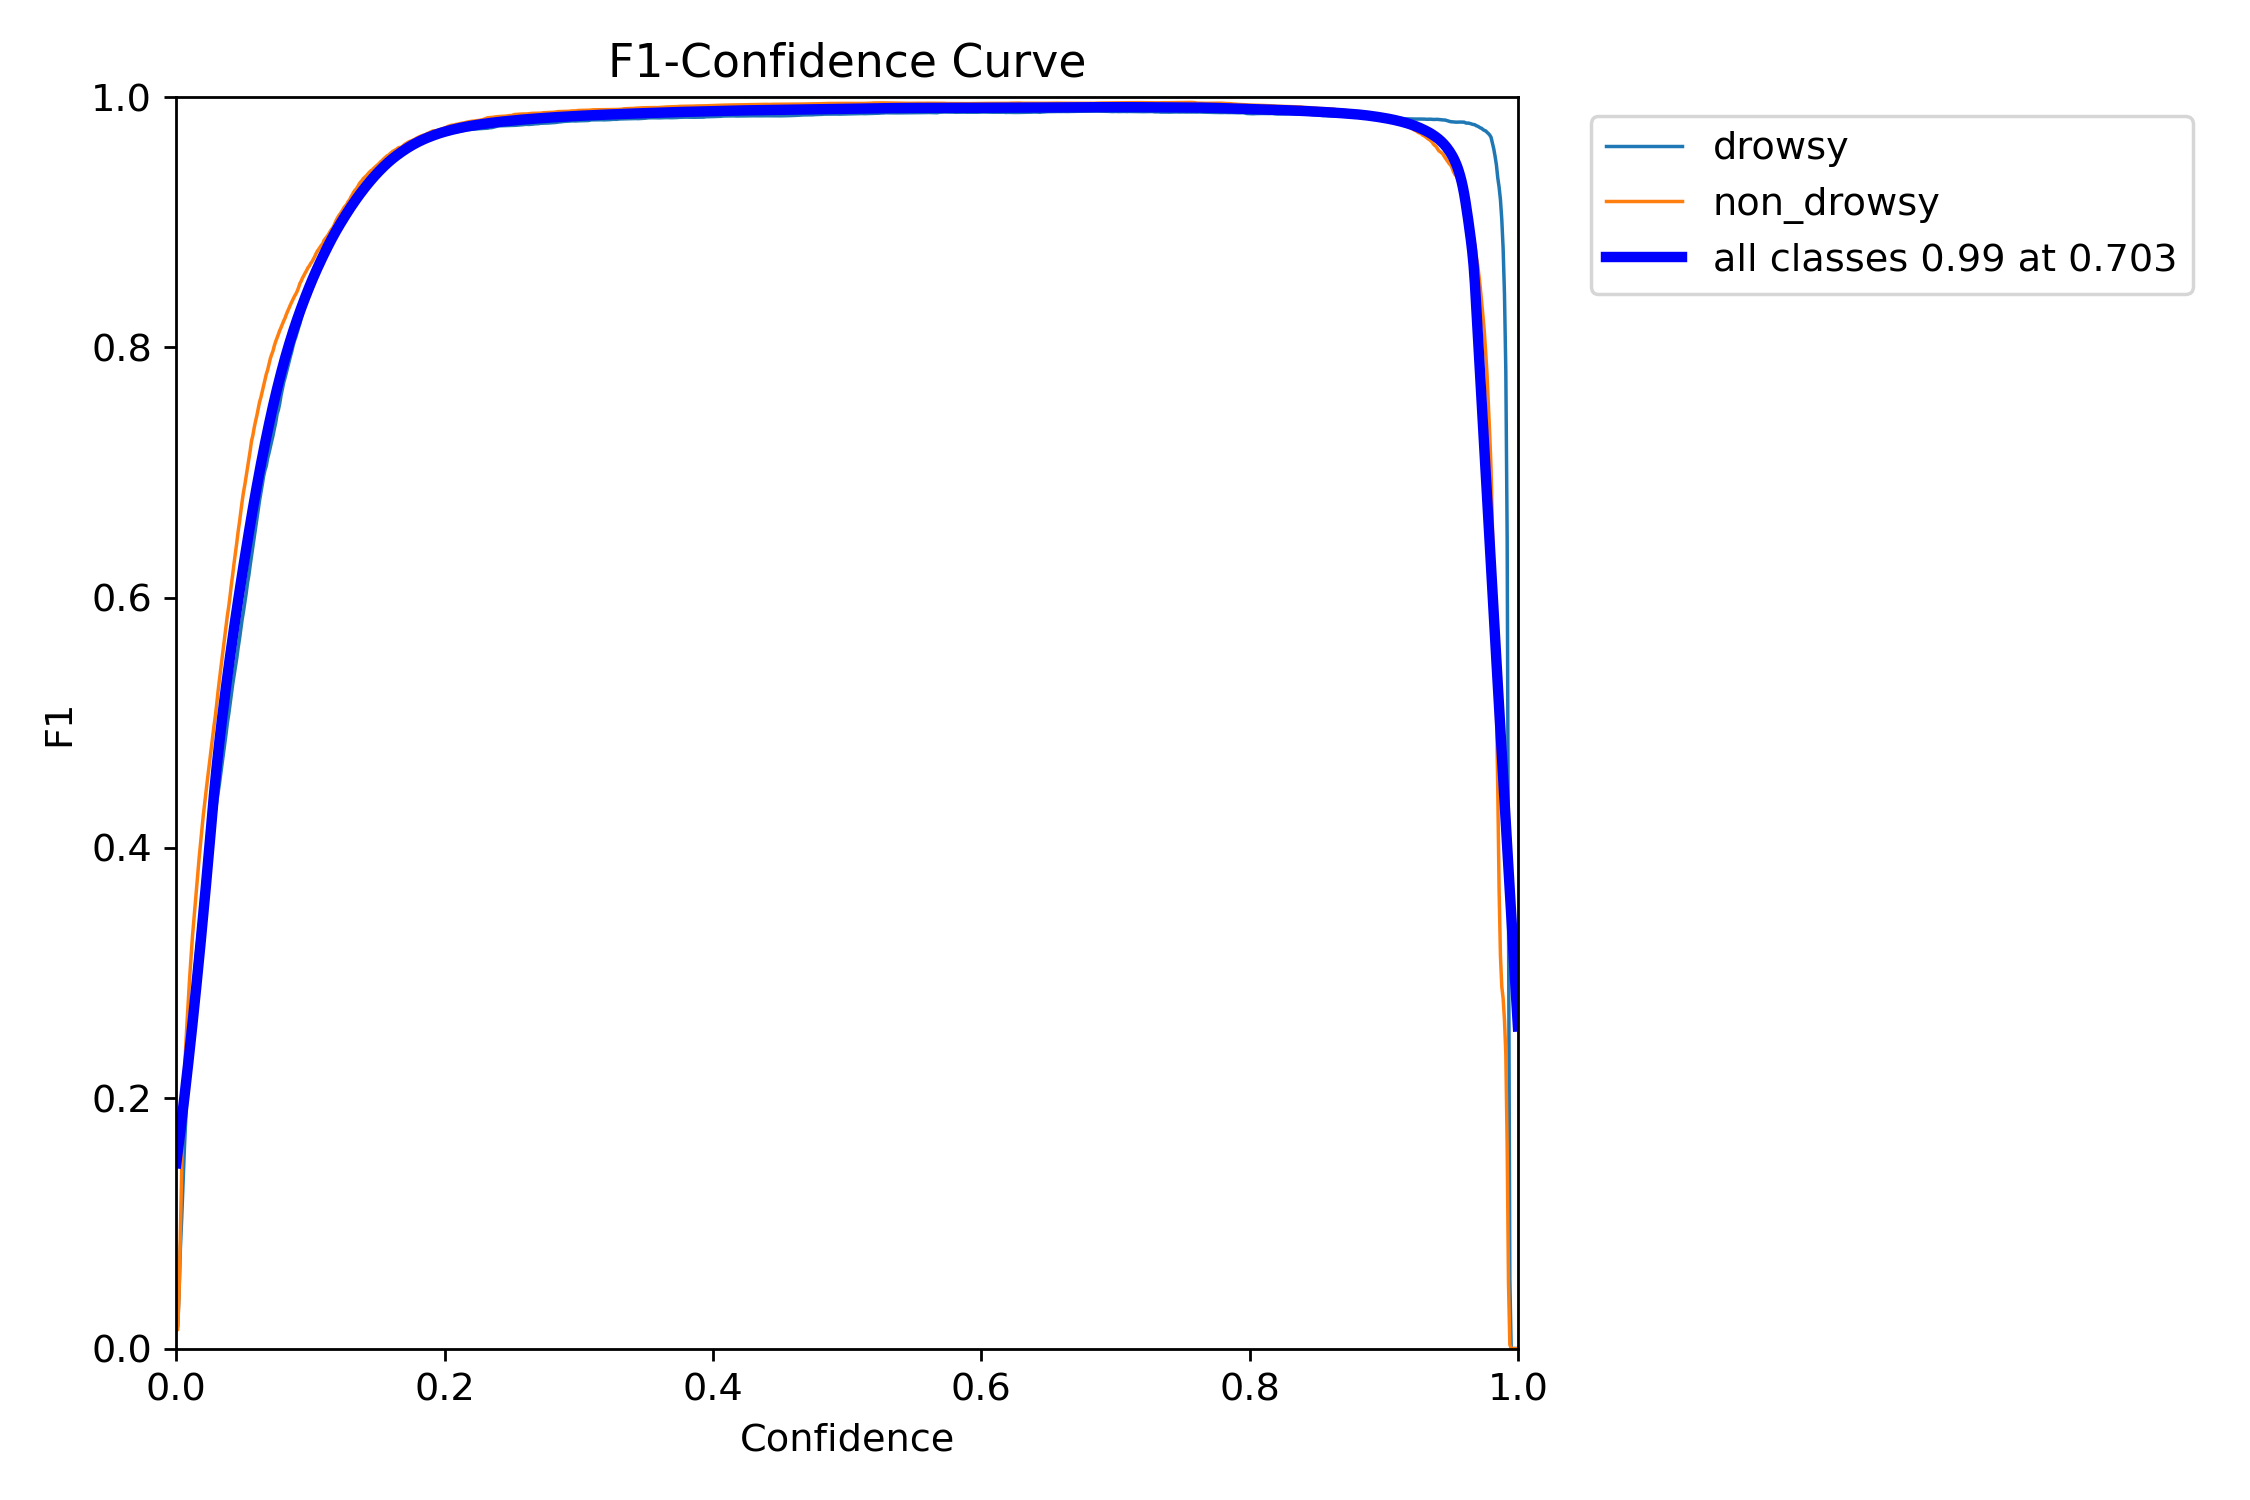 F1-Confidence Curve
1.0
0.8
0.6
0.4
0.2
0.0
F1
0.0 0.2 0.4 0.6 0.8 1.0
Confidence
drowsy
non_drowsy
all classes 0.99 at 0.703